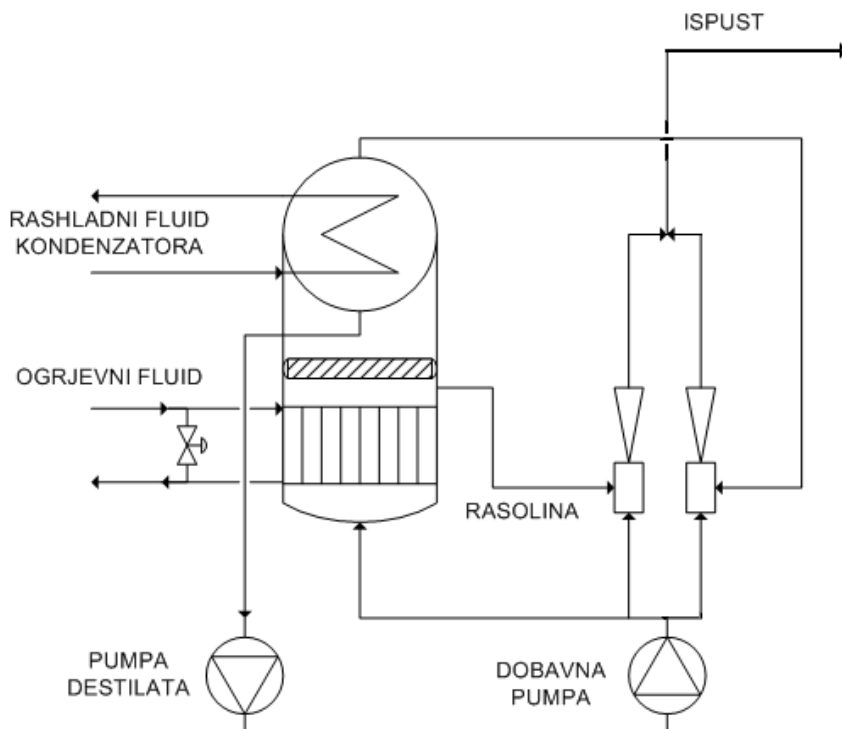 ISPUST
RASHLADNI FLUID
KONDENZATORA
OGRJEVNI FLUID
RASOLINA
PUMPA
DESTILATA
DOBAVNA
PUMPA